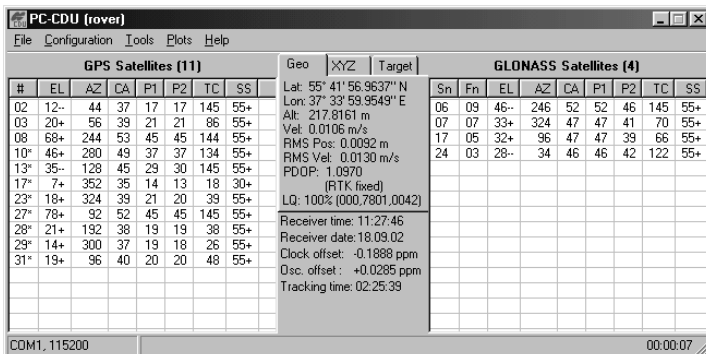 PC-CDU (rover)
File Configuration Tools Plots Help
GPS Satellites (11)
# EL AZ CA P1 P2 TC SS
02 12-- 44 37 17 17 145 55+
03 20+ 56 39 21 21 86 55+
08 68+ 244 53 45 45 144 55+
10* 46+ 280 49 37 37 134 55+
13* 35-- 128 45 29 30 145 55+
17* 7+ 352 35 14 13 18 30+
23* 18+ 324 39 21 20 39 55+
27* 78+ 92 52 45 45 145 55+
28* 21+ 192 38 19 19 38 55+
29* 14+ 300 37 19 18 26 55+
31* 19+ 96 40 20 20 48 55+
Geo XYZ Target
Lat: 55° 41' 56.9637" N
Lon: 37° 33' 59.9549" E
Alt: 217.8161 m
Vel: 0.0106 m/s
RMS Pos: 0.0092 m
RMS Vel: 0.0130 m/s
PDOP: 1.0970
(RTK fixed)
LQ: 100% (000,7801,0042)
Receiver time: 11:27:46
Receiver date: 18.09.02
Clock offset: -0.1888 ppm
Osc. offset : +0.0285 ppm
Tracking time: 02:25:39
GLONASS Satellites (4)
Sn Fn EL AZ CA P1 P2 TC SS
06 09 46-- 246 52 52 46 145 55+
07 07 33+ 324 47 47 41 70 55+
17 05 32+ 96 47 47 39 66 55+
24 03 28-- 34 46 46 42 122 55+
COM1, 115200
00:00:07